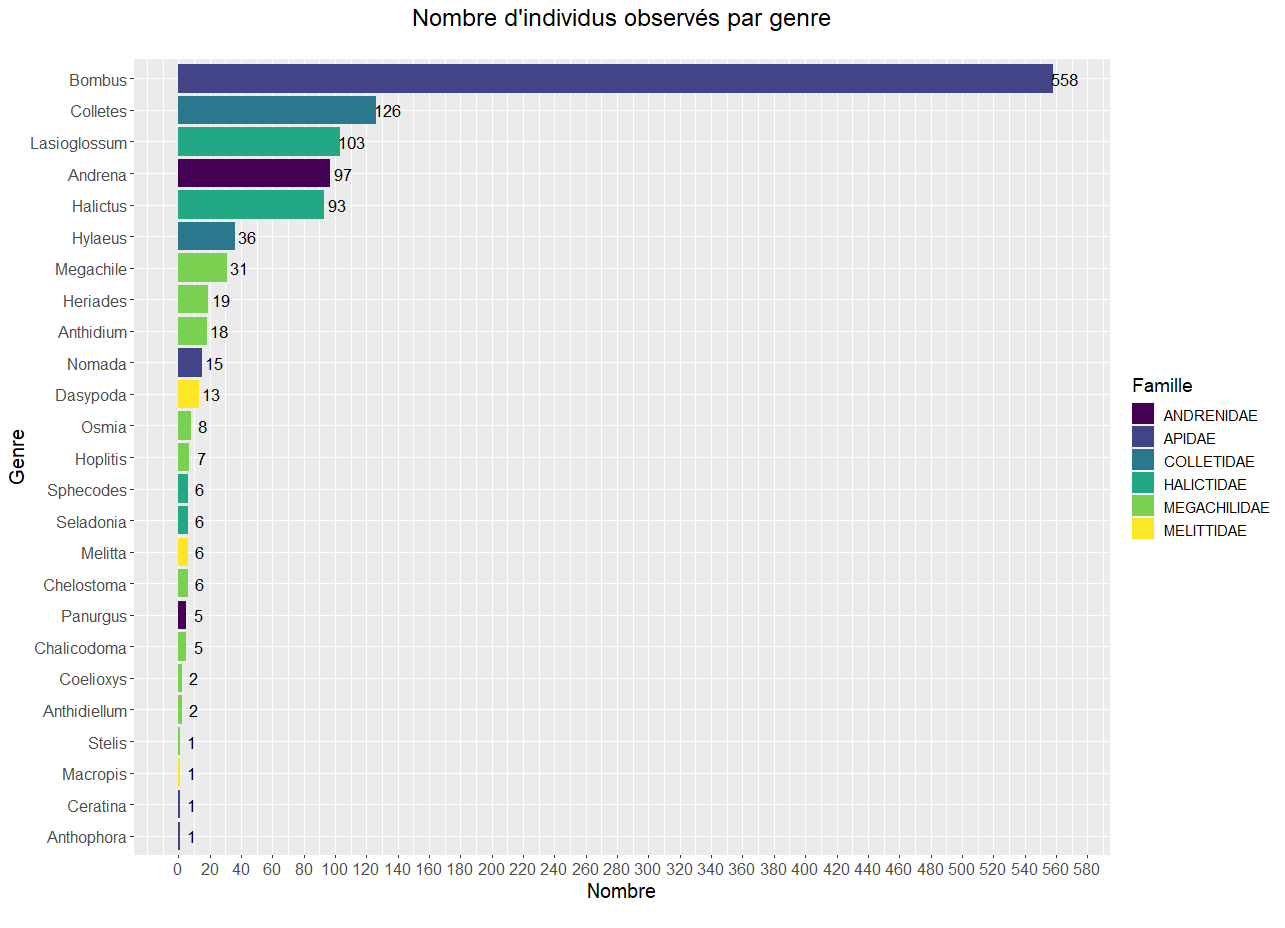 Nombre d'individus observés par genre
Bombus 558
Colletes 126
Lasioglossum 103
Andrena 97
Halictus 93
Hylaeus 36
Megachile 31
Heriades 19
Anthidium 18
Nomada 15
Dasypoda 13
Osmia 8
Hoplitis 7
Sphecodes 6
Seladonia 6
Melitta 6
Chelostoma 6
Panurgus 5
Chalicodoma 5
Coelioxys 2
Anthidiellum 2
Stelis 1
Macropis 1
Ceratina 1
Anthophora 1
Genre
0 20 40 60 80 100 120 140 160 180 200 220 240 260 280 300 320 340 360 380 400 420 440 460 480 500 520 540 560 580
Nombre
Famille
ANDRENIDAE
APIDAE
COLLETIDAE
HALICTIDAE
MEGACHILIDAE
MELITTIDAE